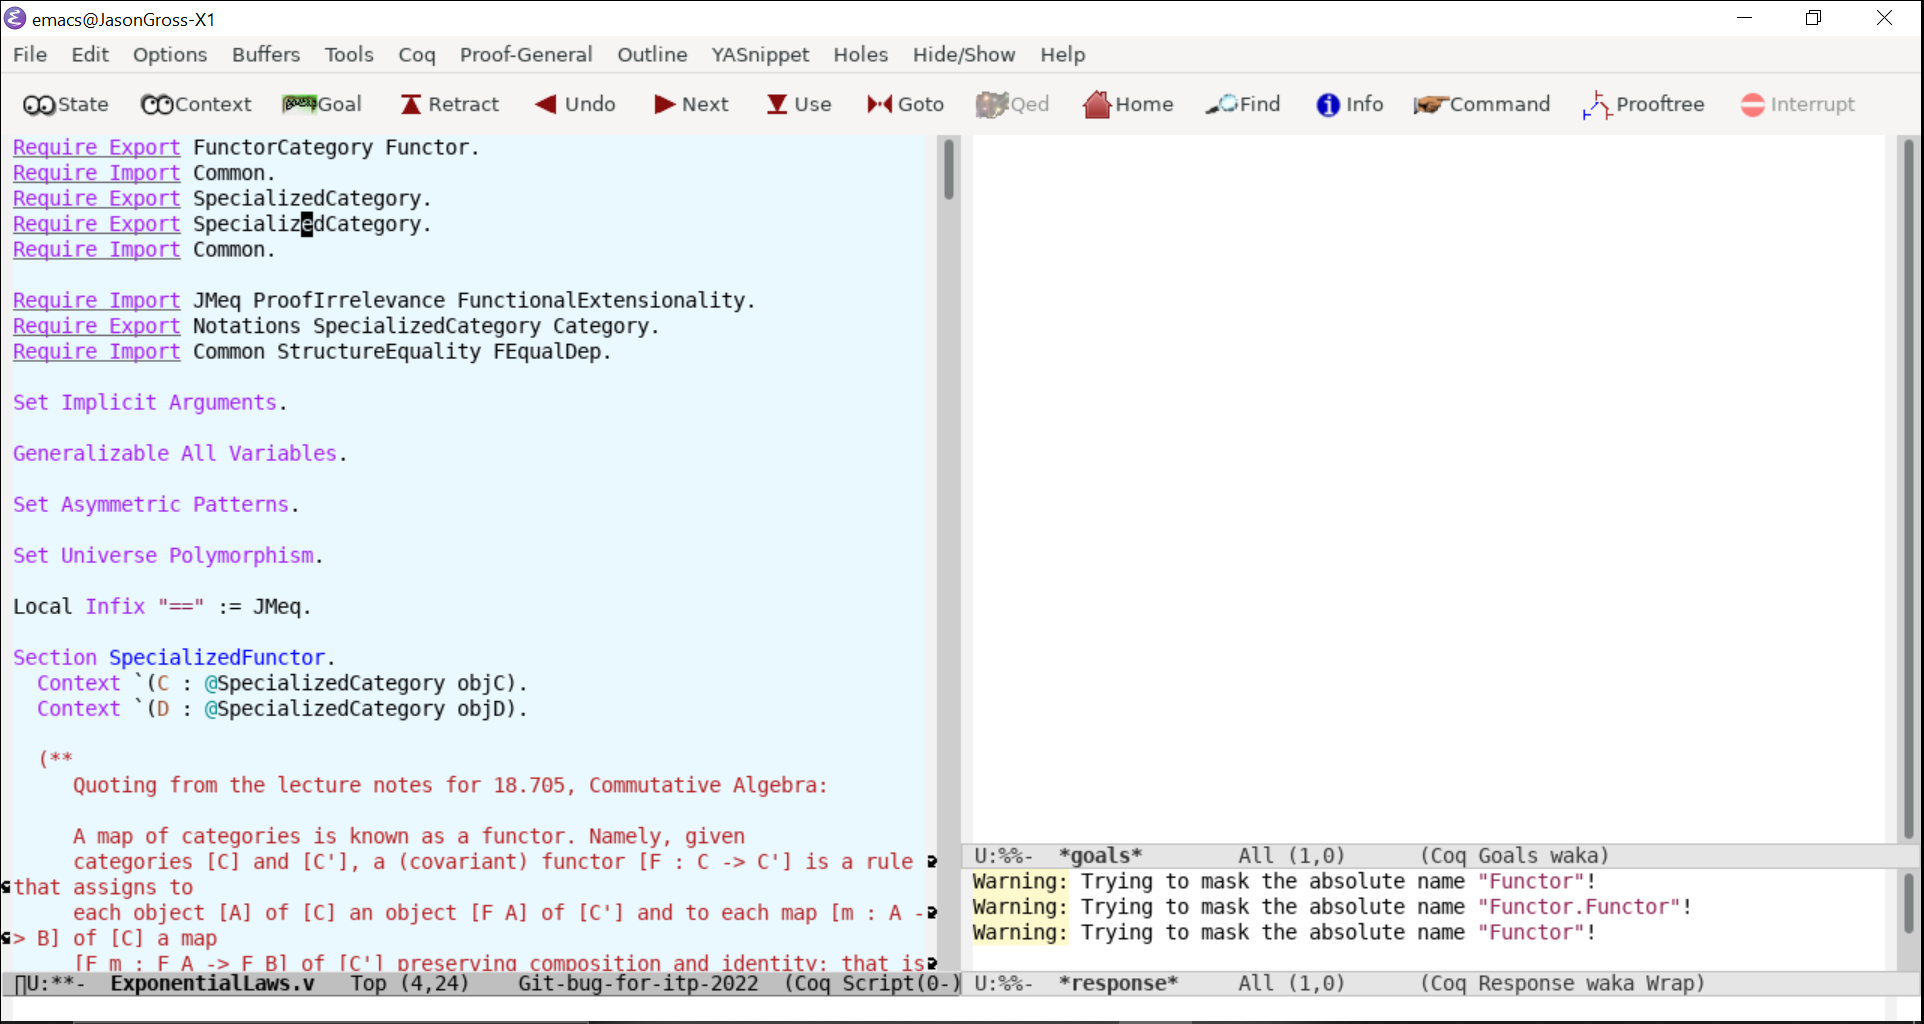 emacs@JasonGross-X1
File Edit Options Buffers Tools Coq Proof-General Outline YASnippet Holes Hide/Show Help
State Context Goal Retract Undo Next Use Goto Qed Home Find Info Command Prooftree Interrupt
Require Export FunctorCategory Functor.
Require Import Common.
Require Export SpecializedCategory.
Require Export SpecializedCategory.
Require Import Common.
Require Import JMeq ProofIrrelevance FunctionalExtensionality.
Require Export Notations SpecializedCategory Category.
Require Import Common StructureEquality FEqualDep.
Set Implicit Arguments.
Generalizable All Variables.
Set Asymmetric Patterns.
Set Universe Polymorphism.
Local Infix "==" := JMeq.
Section SpecializedFunctor.
Context `(C : @SpecializedCategory objC).
Context `(D : @SpecializedCategory objD).
(**
Quoting from the lecture notes for 18.705, Commutative Algebra:
A map of categories is known as a functor. Namely, given
categories [C] and [C'], a (covariant) functor [F : C -> C'] is a rule
that assigns to
each object [A] of [C] an object [F A] of [C'] and to each map [m : A -
> B] of [C] a map
[F m : F A -> F B] of [C'] preserving composition and identity; that is
U:**- ExponentialLaws.v Top (4,24) Git-bug-for-itp-2022 (Coq Script(0-)
U:%%- *goals* All (1,0) (Coq Goals waka)
Warning: Trying to mask the absolute name "Functor"!
Warning: Trying to mask the absolute name "Functor.Functor"!
Warning: Trying to mask the absolute name "Functor"!
U:%%- *response* All (1,0) (Coq Response waka Wrap)